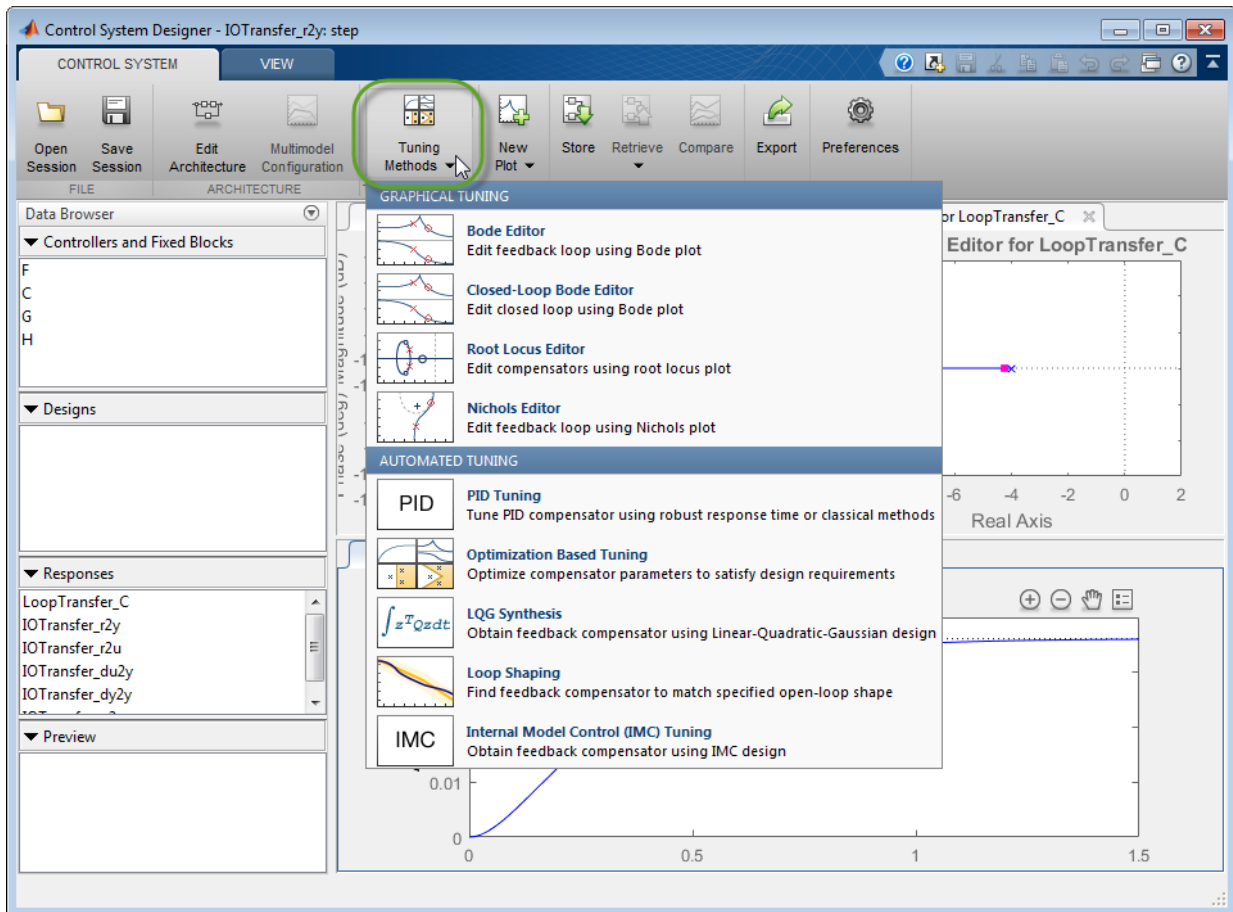 Control System Designer - IOTransfer_r2y: step
CONTROL SYSTEM
VIEW
Open Session
Save Session
Edit Architecture
Multimodel Configuration
Tuning Methods
New Plot
Store
Retrieve
Compare
Export
Preferences
FILE
ARCHITECTURE
Data Browser
Controllers and Fixed Blocks
F
C
G
H
Designs
Responses
LoopTransfer_C
IOTransfer_r2y
IOTransfer_r2u
IOTransfer_du2y
IOTransfer_dy2y
Preview
GRAPHICAL TUNING
Bode Editor
Edit feedback loop using Bode plot
Closed-Loop Bode Editor
Edit closed loop using Bode plot
Root Locus Editor
Edit compensators using root locus plot
Nichols Editor
Edit feedback loop using Nichols plot
AUTOMATED TUNING
PID
PID Tuning
Tune PID compensator using robust response time or classical methods
Optimization Based Tuning
Optimize compensator parameters to satisfy design requirements
∫zᵀQzdt
LQG Synthesis
Obtain feedback compensator using Linear-Quadratic-Gaussian design
Loop Shaping
Find feedback compensator to match specified open-loop shape
IMC
Internal Model Control (IMC) Tuning
Obtain feedback compensator using IMC design
or LoopTransfer_C
Editor for LoopTransfer_C
-6 -4 -2 0 2
Real Axis
0.01
0
0 0.5 1 1.5